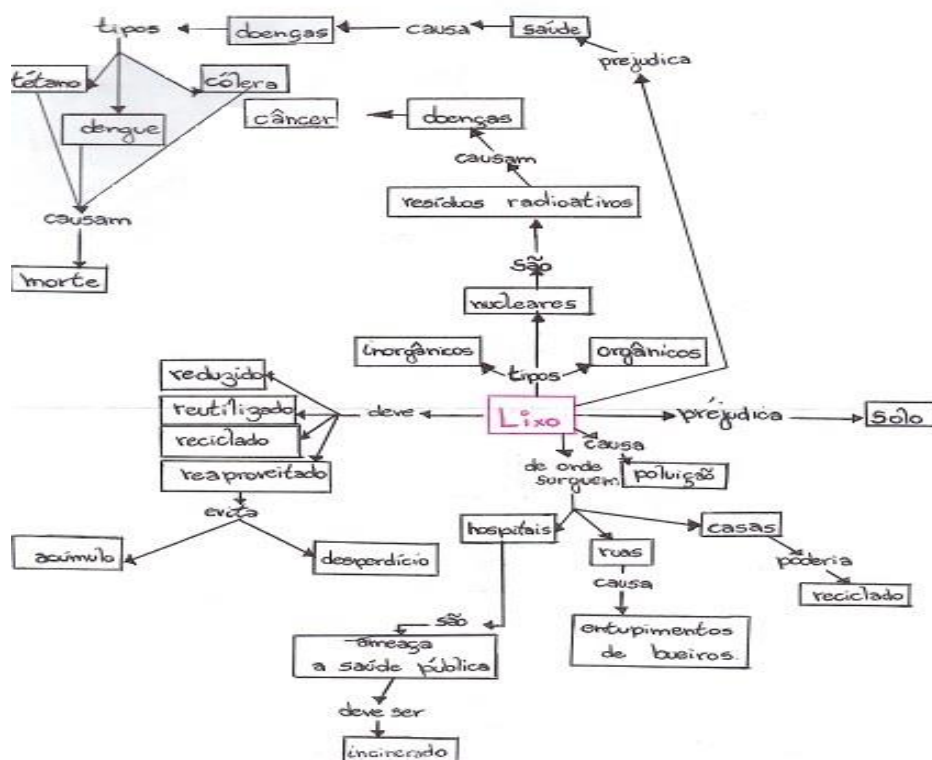 tipos
doenças
causa
saúde
prejudica
tétano
cólera
dengue
câncer
doenças
causam
causam
resíduos radioativos
morte
são
nucleares
inorgânicos
tipos
orgânicos
reduzido
reutilizado
deve
Lixo
prejudica
solo
reciclado
causa
reaproveitado
de onde
surguem
poluição
evita
hospitais
casas
acúmulo
desperdício
ruas
poderia
causa
reciclado
são
ameaça
a saúde pública
entupimentos
de bueiros.
deve ser
incinerado